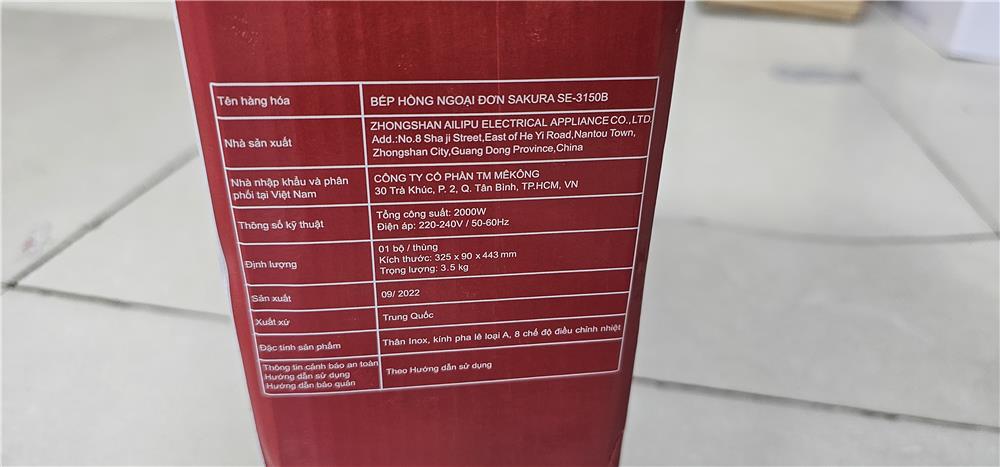 Tên hàng hóa
BẾP HỒNG NGOẠI ĐƠN SAKURA SE-3150B
Nhà sản xuất
ZHONGSHAN AILIPU ELECTRICAL APPLIANCE CO.,LTD
Add.:No.8 Sha ji Street,East of He Yi Road,Nantou Town,
Zhongshan City,Guang Dong Province,China
Nhà nhập khẩu và phân
phối tại Việt Nam
CÔNG TY CỔ PHẦN TM MÊKÔNG
30 Trà Khúc, P. 2, Q. Tân Bình, TP.HCM, VN
Thông số kỹ thuật
Tổng công suất: 2000W
Điện áp: 220-240V / 50-60Hz
Định lượng
01 bộ / thùng
Kích thước: 325 x 90 x 443 mm
Trọng lượng: 3.5 kg
Sản xuất
09/ 2022
Xuất xứ
Trung Quốc
Đặc tính sản phẩm
Thân Inox, kính pha lê loại A, 8 chế độ điều chỉnh nhiệt
Thông tin cảnh báo an toàn
Hướng dẫn sử dụng
Hướng dẫn bảo quản
Theo Hướng dẫn sử dụng